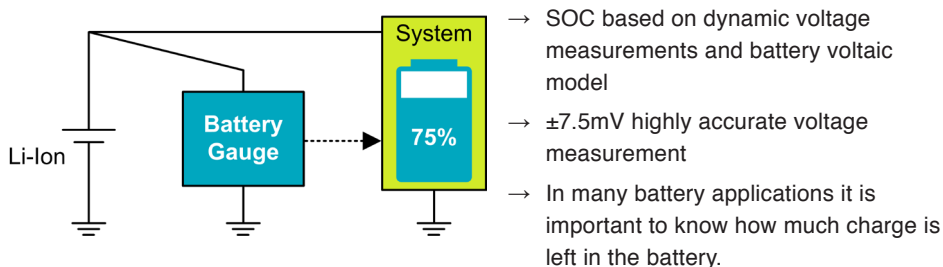 System
Battery
Gauge
75%
Li-Ion
→ SOC based on dynamic voltage
measurements and battery voltaic
model
→ ±7.5mV highly accurate voltage
measurement
→ In many battery applications it is
important to know how much charge is
left in the battery.